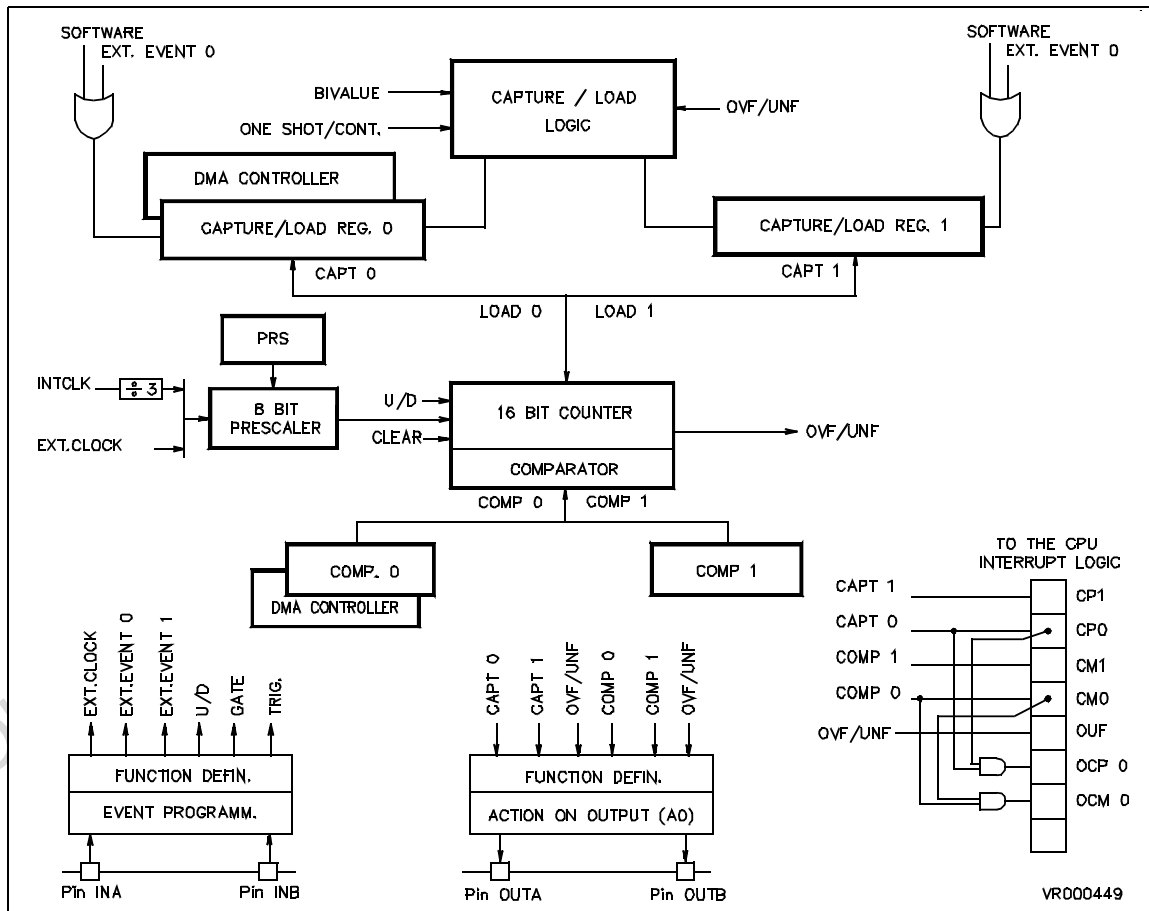 SOFTWARE
EXT. EVENT 0
SOFTWARE
EXT. EVENT 0
BIVALUE
ONE SHOT/CONT.
CAPTURE / LOAD
LOGIC
OVF/UNF
DMA CONTROLLER
CAPTURE/LOAD REG. 0
CAPTURE/LOAD REG. 1
CAPT 0
CAPT 1
LOAD 0
LOAD 1
PRS
INTCLK
÷ 3
EXT.CLOCK
8 BIT
PRESCALER
U/D
CLEAR
16 BIT COUNTER
COMPARATOR
OVF/UNF
COMP 0
COMP 1
COMP. 0
DMA CONTROLLER
COMP 1
TO THE CPU
INTERRUPT LOGIC
CAPT 1
CP1
CAPT 0
CP0
COMP 1
CM1
COMP 0
CM0
OVF/UNF
OUF
OCP 0
OCM 0
EXT.CLOCK
EXT.EVENT 0
EXT.EVENT 1
U/D
GATE
TRIG.
FUNCTION DEFIN.
EVENT PROGRAMM.
Pin INA
Pin INB
CAPT 0
CAPT 1
OVF/UNF
COMP 0
COMP 1
OVF/UNF
FUNCTION DEFIN.
ACTION ON OUTPUT (AO)
Pin OUTA
Pin OUTB
VR000449